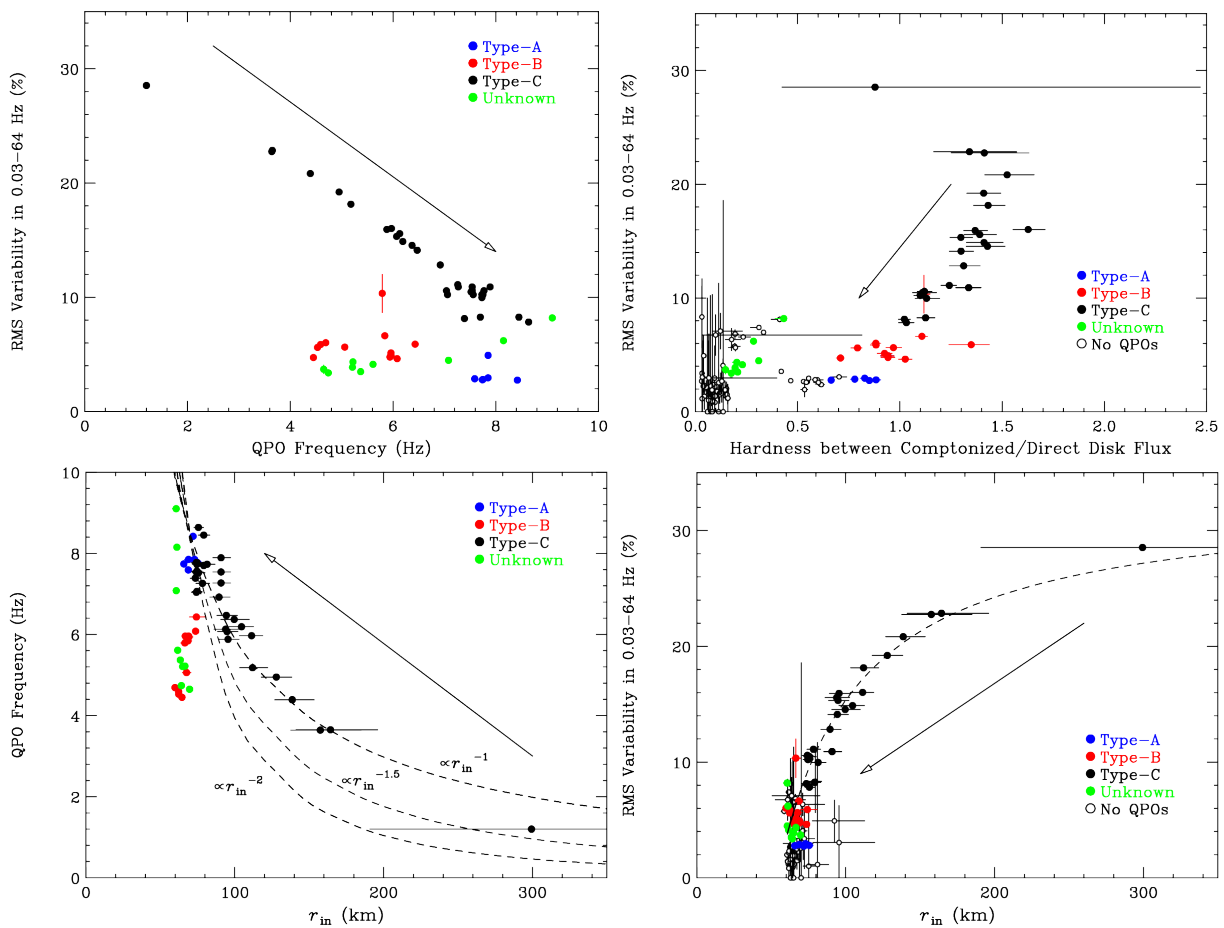 RMS Variability in 0.03−64 Hz (%)
30
20
10
0
Type−A
Type−B
Type−C
Unknown
0 2 4 6 8 10
QPO Frequency (Hz)
RMS Variability in 0.03−64 Hz (%)
30
20
10
0
Type−A
Type−B
Type−C
Unknown
No QPOs
0.0 0.5 1.0 1.5 2.0 2.5
Hardness between Comptonized/Direct Disk Flux
QPO Frequency (Hz)
10
8
6
4
2
0
Type−A
Type−B
Type−C
Unknown
∝r_in^−2
∝r_in^−1.5
∝r_in^−1
0 100 200 300
r_in (km)
RMS Variability in 0.03−64 Hz (%)
30
20
10
0
Type−A
Type−B
Type−C
Unknown
No QPOs
0 100 200 300
r_in (km)